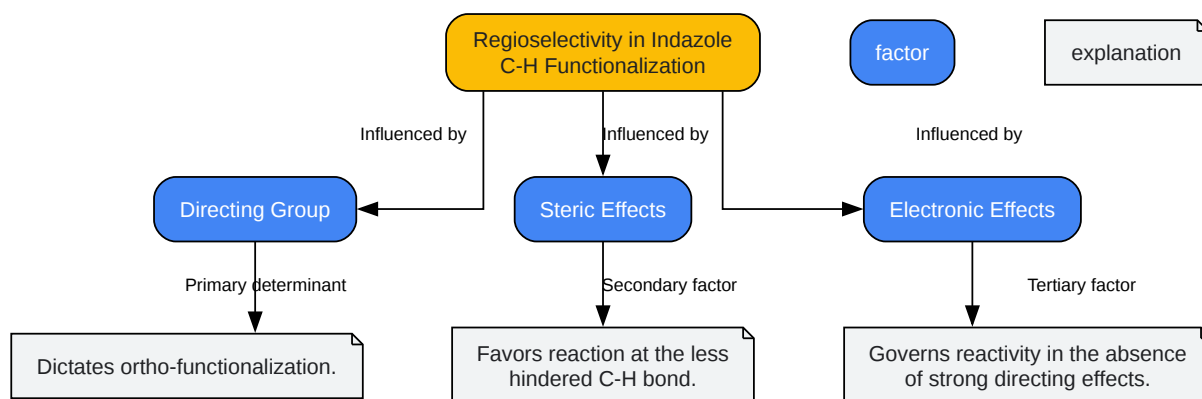 Regioselectivity in Indazole
C-H Functionalization
factor
explanation
Influenced by
Influenced by
Influenced by
Directing Group
Steric Effects
Electronic Effects
Primary determinant
Secondary factor
Tertiary factor
Dictates ortho-functionalization.
Favors reaction at the less
hindered C-H bond.
Governs reactivity in the absence
of strong directing effects.